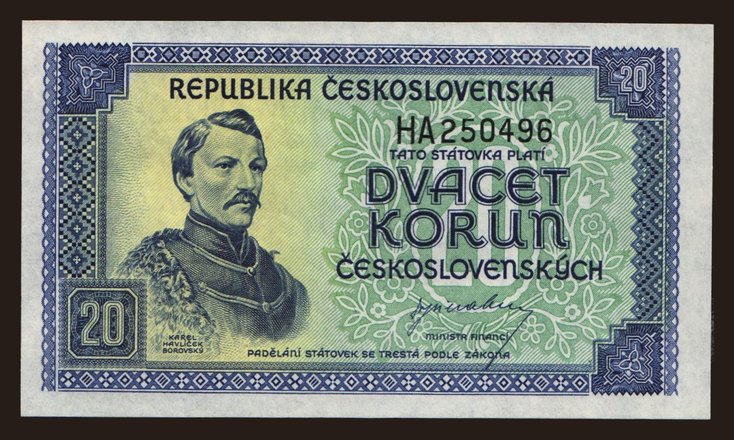 20
REPUBLIKA ČESKOSLOVENSKÁ
HA 250496
TATO STÁTOVKA PLATÍ
DVACET
KORUN
ČESKOSLOVENSKÝCH
20
MINISTR FINANCÍ
KAREL
HAVLÍČEK
BOROVSKÝ
20
PADĚLÁNÍ STÁTOVEK SE TRESTÁ PODLE ZÁKONA